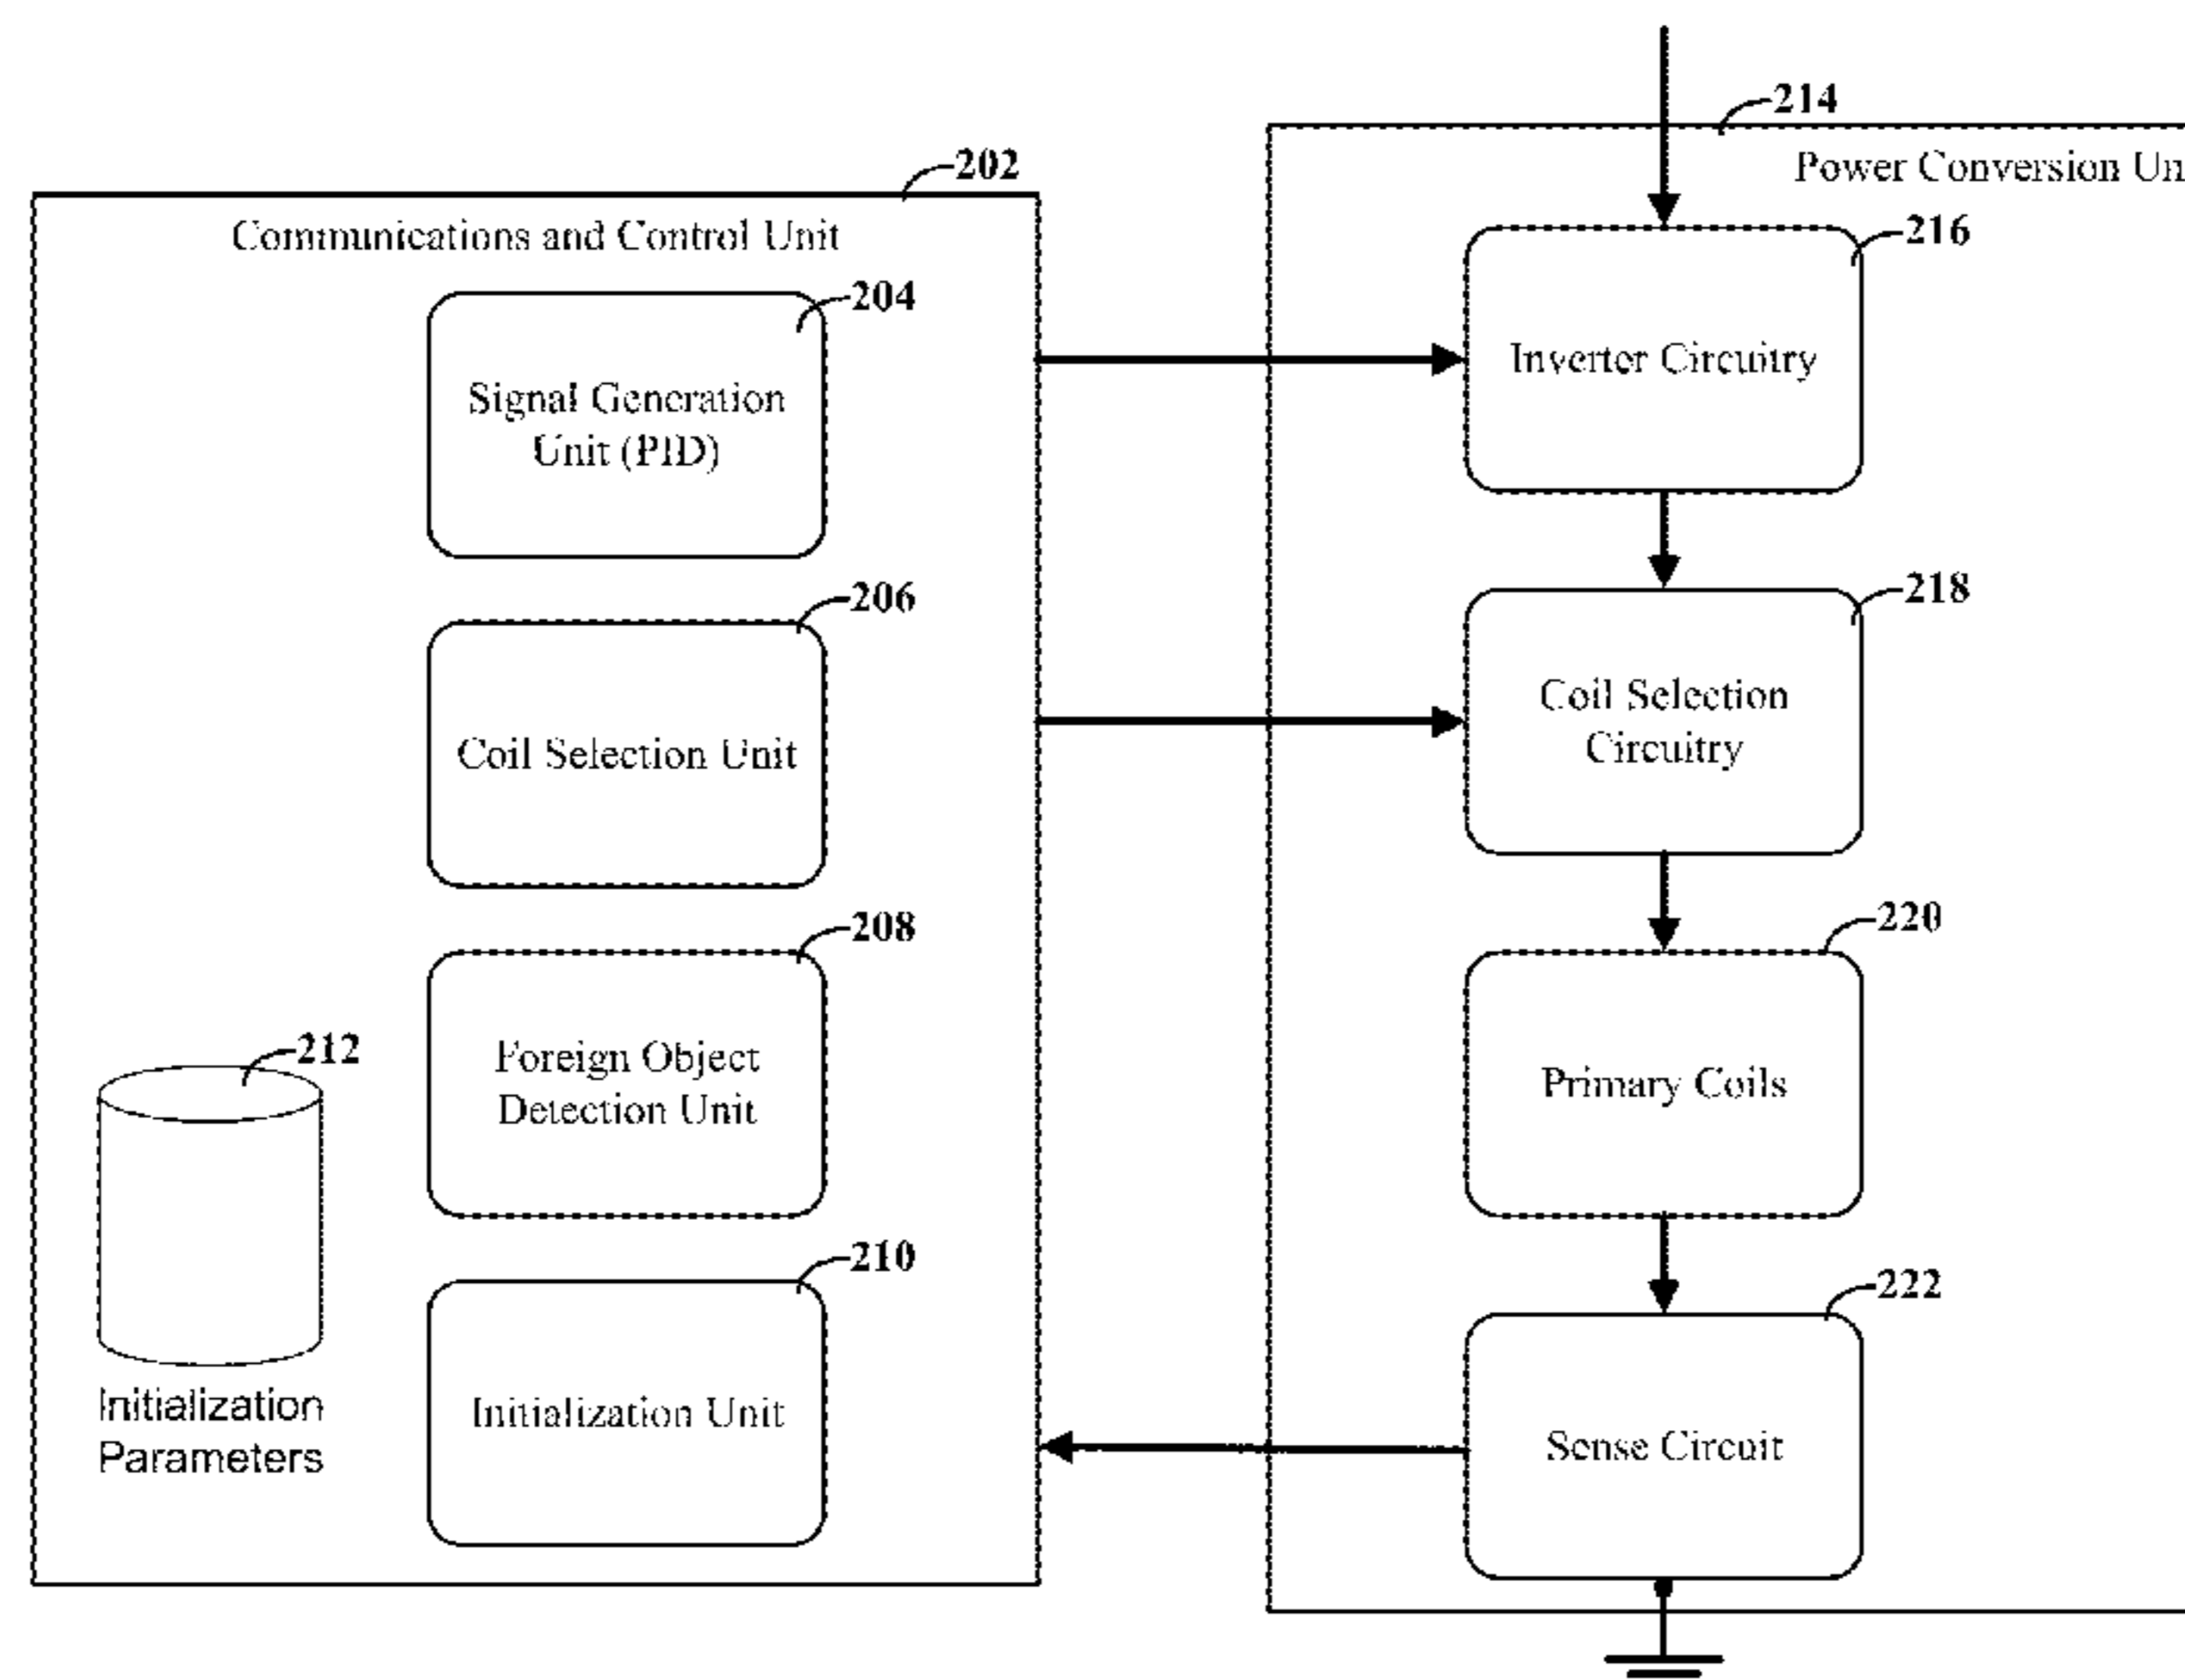 214
Power Conversion Un
202
Communications and Control Unit
216
Inverter Circuitry
204
Signal Generation
Unit (PID)
218
Coil Selection
Circuitry
206
Coil Selection Unit
220
Primary Coils
208
Foreign Object
Detection Unit
212
Initialization
Parameters
210
Initialization Unit
222
Sense Circuit